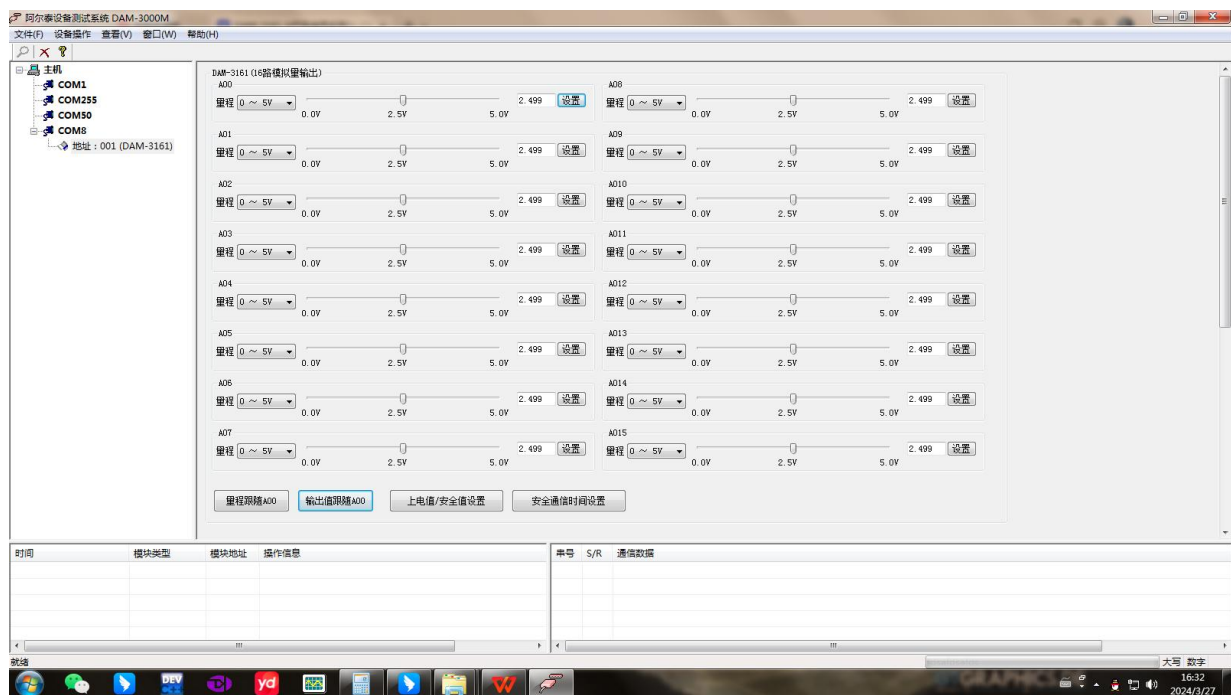 阿尔泰设备测试系统 DAM-3000M
文件(F) 设备操作 查看(V) 窗口(W) 帮助(H)
主机
COM1
COM255
COM50
COM8
地址：001 (DAM-3161)
DAM-3161(16路模拟量输出)
AO0
量程 0 ～ 5V 2.499 设置
0.0V 2.5V 5.0V
AO1
量程 0 ～ 5V 2.499 设置
0.0V 2.5V 5.0V
AO2
量程 0 ～ 5V 2.499 设置
0.0V 2.5V 5.0V
AO3
量程 0 ～ 5V 2.499 设置
0.0V 2.5V 5.0V
AO4
量程 0 ～ 5V 2.499 设置
0.0V 2.5V 5.0V
AO5
量程 0 ～ 5V 2.499 设置
0.0V 2.5V 5.0V
AO6
量程 0 ～ 5V 2.499 设置
0.0V 2.5V 5.0V
AO7
量程 0 ～ 5V 2.499 设置
0.0V 2.5V 5.0V
AO8
量程 0 ～ 5V 2.499 设置
0.0V 2.5V 5.0V
AO9
量程 0 ～ 5V 2.499 设置
0.0V 2.5V 5.0V
AO10
量程 0 ～ 5V 2.499 设置
0.0V 2.5V 5.0V
AO11
量程 0 ～ 5V 2.499 设置
0.0V 2.5V 5.0V
AO12
量程 0 ～ 5V 2.499 设置
0.0V 2.5V 5.0V
AO13
量程 0 ～ 5V 2.499 设置
0.0V 2.5V 5.0V
AO14
量程 0 ～ 5V 2.499 设置
0.0V 2.5V 5.0V
AO15
量程 0 ～ 5V 2.499 设置
0.0V 2.5V 5.0V
量程跟随AO0 输出值跟随AO0 上电值/安全值设置 安全通信时间设置
时间 模块类型 模块地址 操作信息
串号 S/R 通信数据
就绪
大写 数字
DEV
yd
GRAPHICS
16:32
2024/3/27